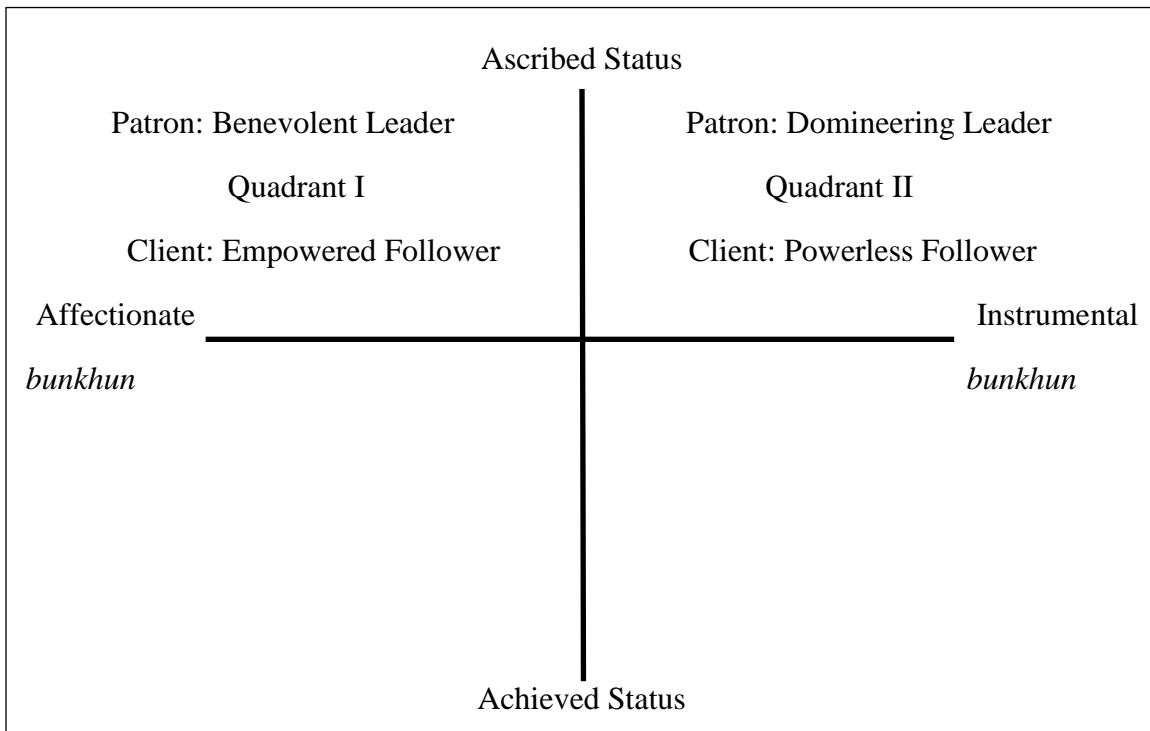 Ascribed Status
Patron: Benevolent Leader
Patron: Domineering Leader
Quadrant I
Quadrant II
Client: Empowered Follower
Client: Powerless Follower
Affectionate
Instrumental
bunkhun
bunkhun
Achieved Status